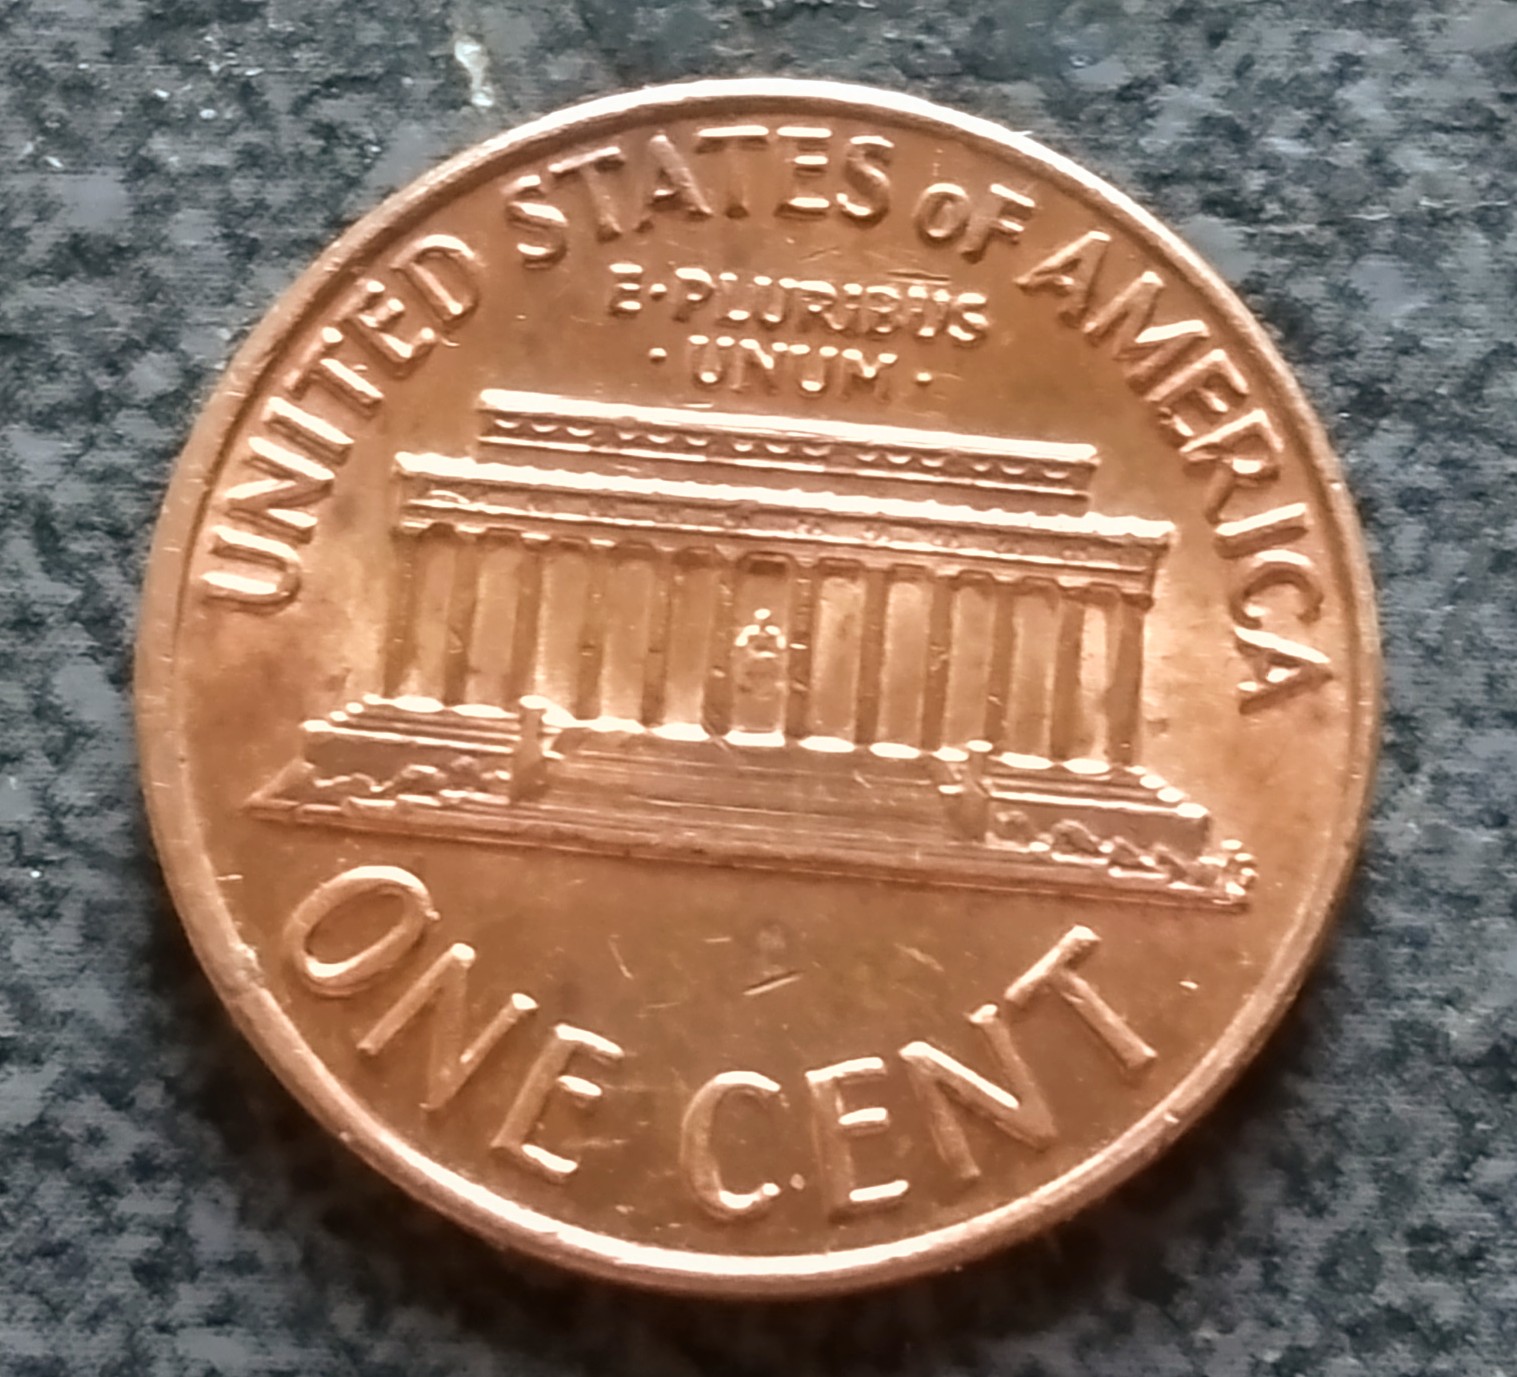 UNITED STATES oF AMERICA
E·PLURIBUS
·UNUM·
ONE CENT